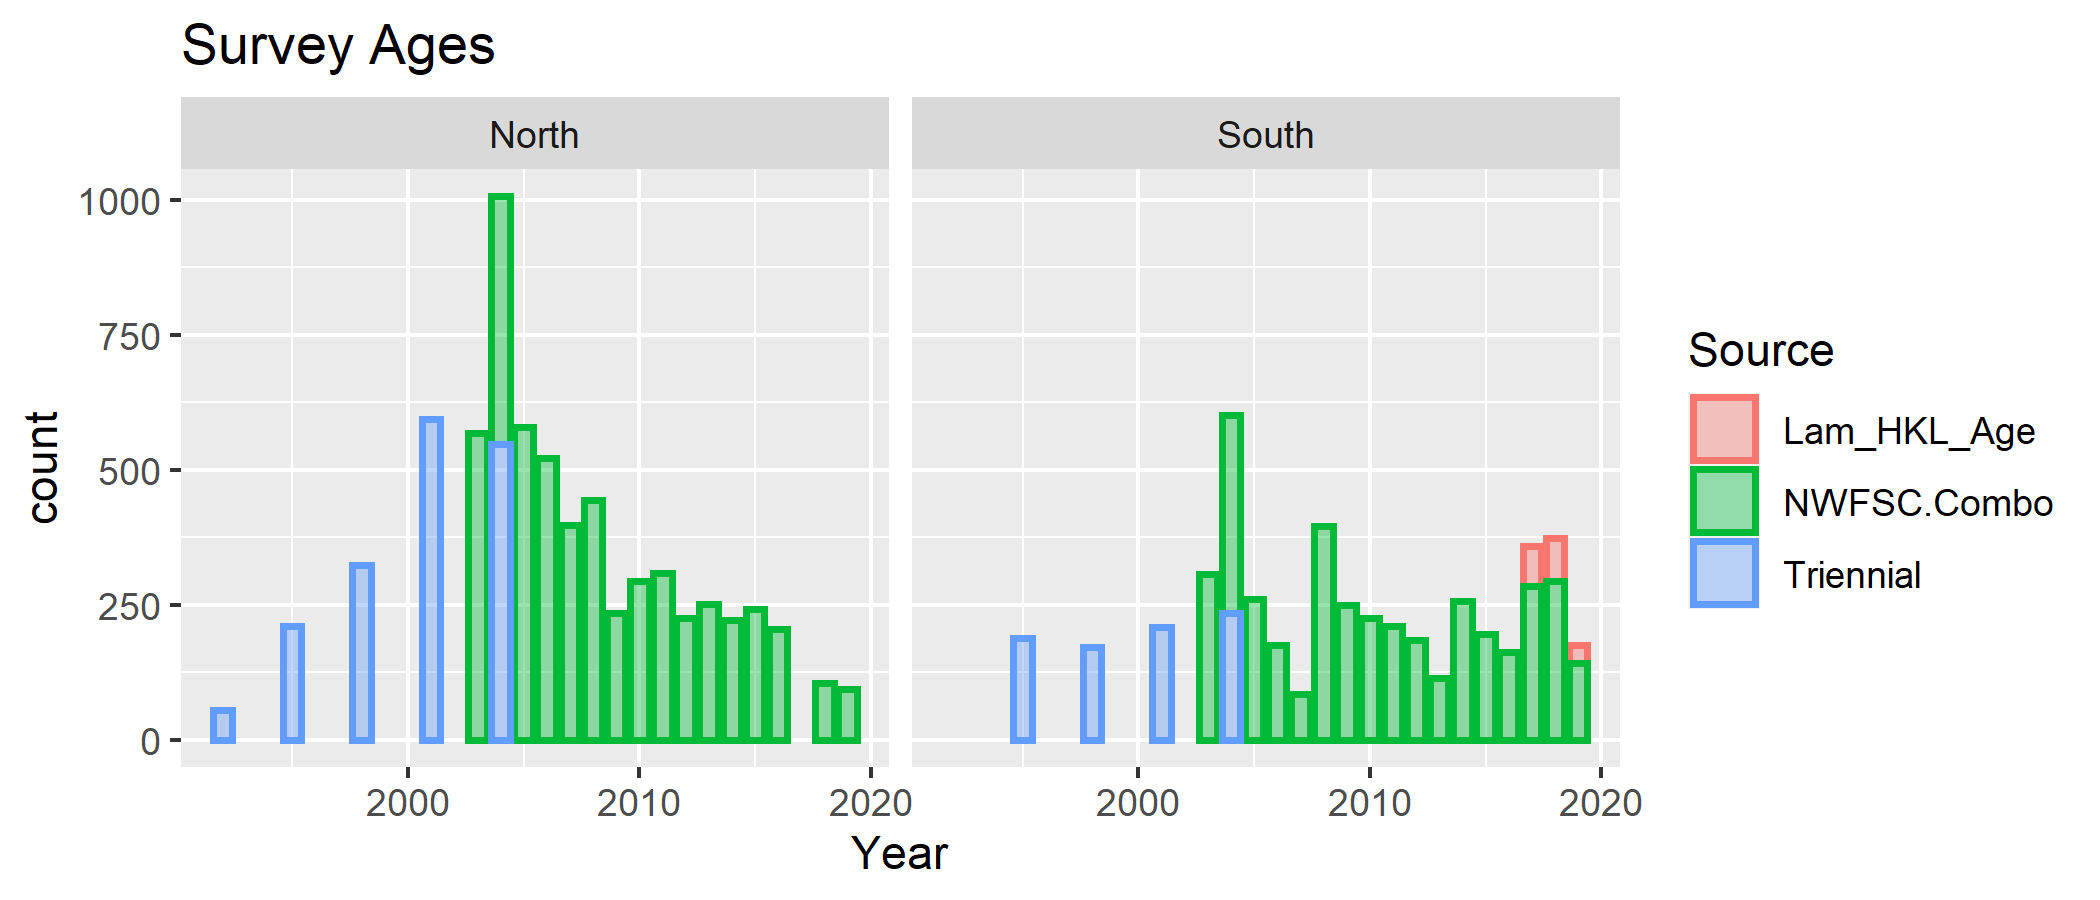 Survey Ages
North
South
1000
750
500
250
0
count
2000
2010
2020
2000
2010
2020
Year
Source
Lam_HKL_Age
NWFSC.Combo
Triennial